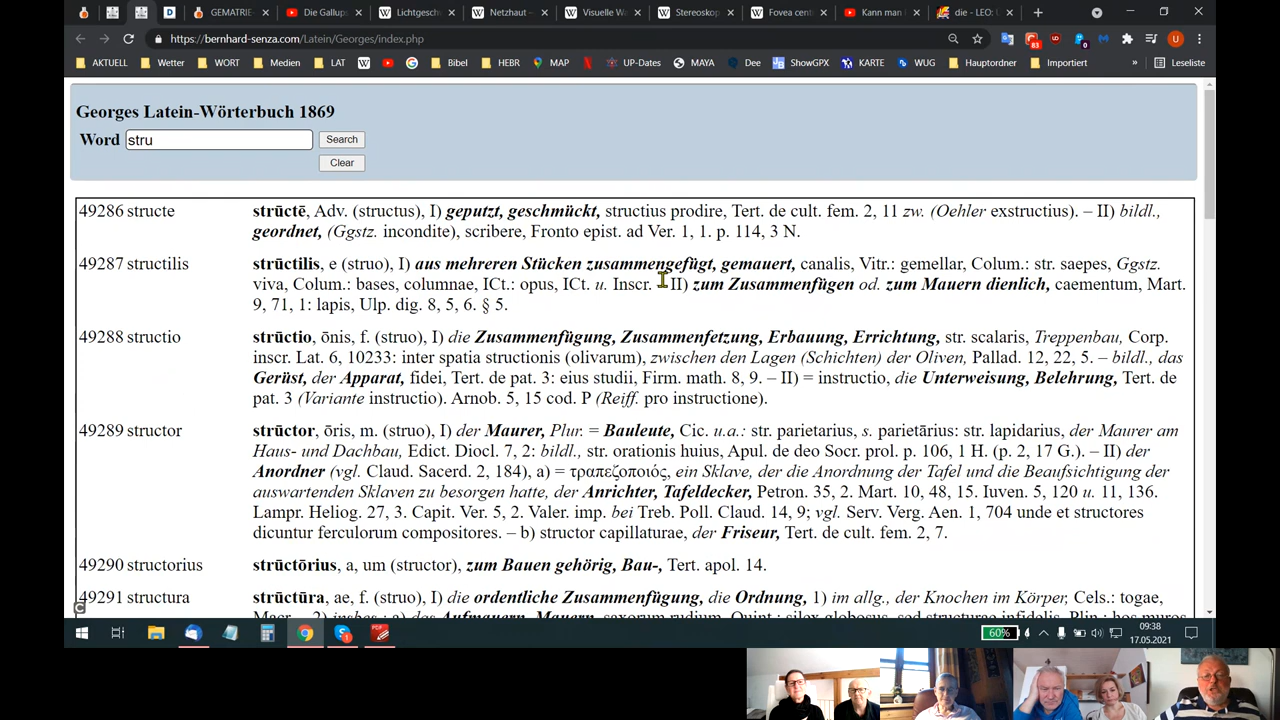 GEMATRIE-
Die Gallup
Lichtgesch
Netzhaut –
Visuelle Wa
Stereoskop
Fovea cent
Kann man
die - LEO: U
https://bernhard-senza.com/Latein/Georges/index.php
83
0
U
AKTUELL
Wetter
WORT
Medien
LAT
Bibel
HEBR
MAP
UP-Dates
MAYA
Dee
ShowGPX
KARTE
WUG
Hauptordner
Importiert
»
Leseliste
Georges Latein-Wörterbuch 1869
Word stru Search
Clear
49286 structe strūctē, Adv. (structus), I) geputzt, geschmückt, structius prodire, Tert. de cult. fem. 2, 11 zw. (Oehler exstructius). – II) bildl.,
geordnet, (Ggstz. incondite), scribere, Fronto epist. ad Ver. 1, 1. p. 114, 3 N.
49287 structilis strūctilis, e (struo), I) aus mehreren Stücken zusammengefügt, gemauert, canalis, Vitr.: gemellar, Colum.: str. saepes, Ggstz.
viva, Colum.: bases, columnae, ICt.: opus, ICt. u. Inscr. – II) zum Zusammenfügen od. zum Mauern dienlich, caementum, Mart.
9, 71, 1: lapis, Ulp. dig. 8, 5, 6. § 5.
49288 structio strūctio, ōnis, f. (struo), I) die Zusammenfügung, Zusammenfetzung, Erbauung, Errichtung, str. scalaris, Treppenbau, Corp.
inscr. Lat. 6, 10233: inter spatia structionis (olivarum), zwischen den Lagen (Schichten) der Oliven, Pallad. 12, 22, 5. – bildl., das
Gerüst, der Apparat, fidei, Tert. de pat. 3: eius studii, Firm. math. 8, 9. – II) = instructio, die Unterweisung, Belehrung, Tert. de
pat. 3 (Variante instructio). Arnob. 5, 15 cod. P (Reiff. pro instructione).
49289 structor strūctor, ōris, m. (struo), I) der Maurer, Plur. = Bauleute, Cic. u.a.: str. parietarius, s. parietārius: str. lapidarius, der Maurer am
Haus- und Dachbau, Edict. Diocl. 7, 2: bildl., str. orationis huius, Apul. de deo Socr. prol. p. 106, 1 H. (p. 2, 17 G.). – II) der
Anordner (vgl. Claud. Sacerd. 2, 184), a) = τραπεζοποιός, ein Sklave, der die Anordnung der Tafel und die Beaufsichtigung der
auswartenden Sklaven zu besorgen hatte, der Anrichter, Tafeldecker, Petron. 35, 2. Mart. 10, 48, 15. Iuven. 5, 120 u. 11, 136.
Lampr. Heliog. 27, 3. Capit. Ver. 5, 2. Valer. imp. bei Treb. Poll. Claud. 14, 9; vgl. Serv. Verg. Aen. 1, 704 unde et structores
dicuntur ferculorum compositores. – b) structor capillaturae, der Friseur, Tert. de cult. fem. 2, 7.
49290 structorius strūctōrius, a, um (structor), zum Bauen gehörig, Bau-, Tert. apol. 14.
49291 structura strūctūra, ae, f. (struo), I) die ordentliche Zusammenfügung, die Ordnung, 1) im allg., der Knochen im Körper, Cels.: togae,
60%
09:38
17.05.2021